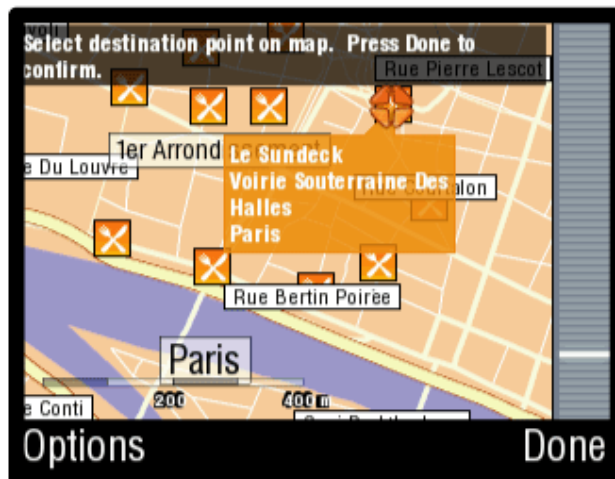 Select destination point on map. Press Done to
confirm.
Rue Pierre Lescot
1er Arrond
e Du Louvre
Le Sundeck
Voirie Souterraine Des
Halles
Paris
Rue Bertin Poirèe
Paris
200
400 m
e Conti
Options
Done